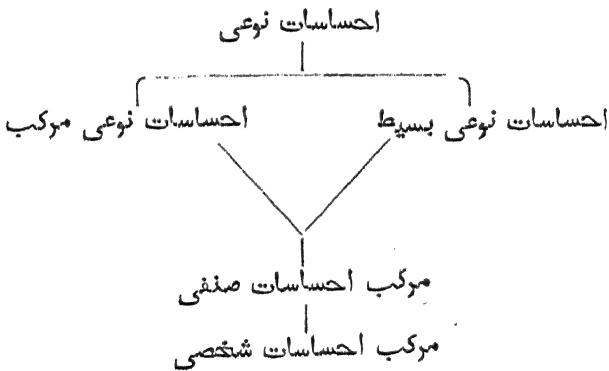 احساسات نوعی
احساسات نوعی بسیط
احساسات نوعی مرکب
مرکب احساسات صنفی
مرکب احساسات شخصی